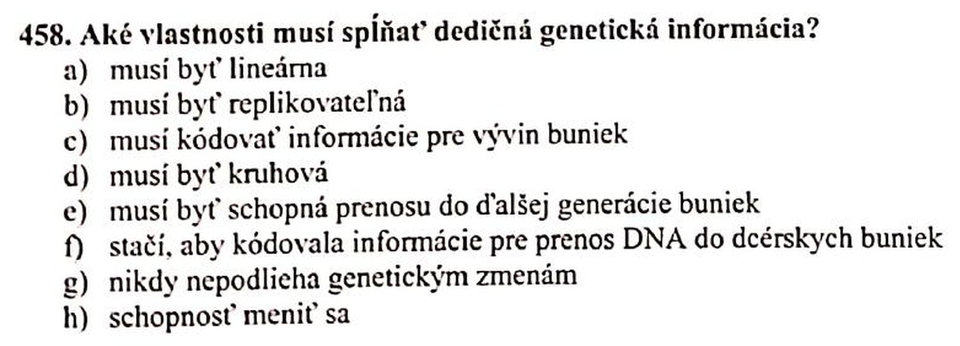 458. Aké vlastnosti musí spĺňať dedičná genetická informácia?
a) musí byť lineárna
b) musí byť replikovateľná
c) musí kódovať informácie pre vývin buniek
d) musí byť kruhová
e) musí byť schopná prenosu do ďalšej generácie buniek
f) stačí, aby kódovala informácie pre prenos DNA do dcérskych buniek
g) nikdy nepodlieha genetickým zmenám
h) schopnosť meniť sa